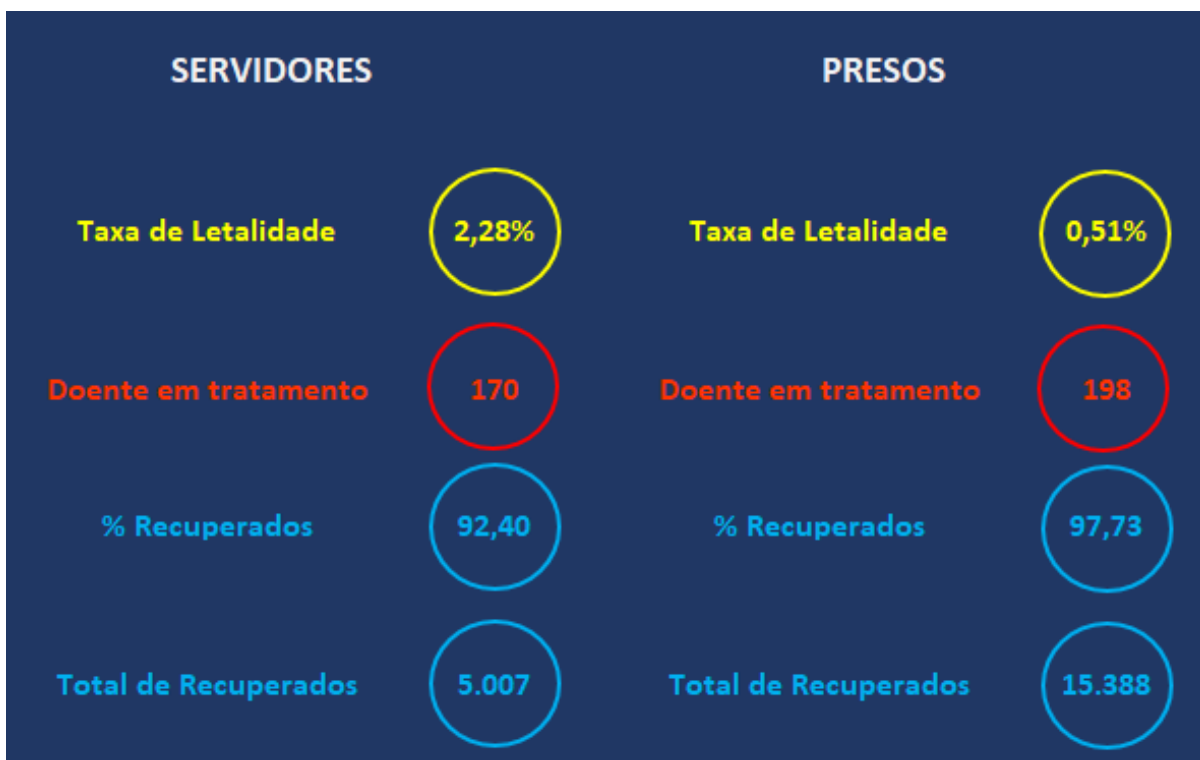 SERVIDORES
PRESOS
Taxa de Letalidade 2,28%
Taxa de Letalidade 0,51%
Doente em tratamento 170
Doente em tratamento 198
% Recuperados 92,40
% Recuperados 97,73
Total de Recuperados 5.007
Total de Recuperados 15.388